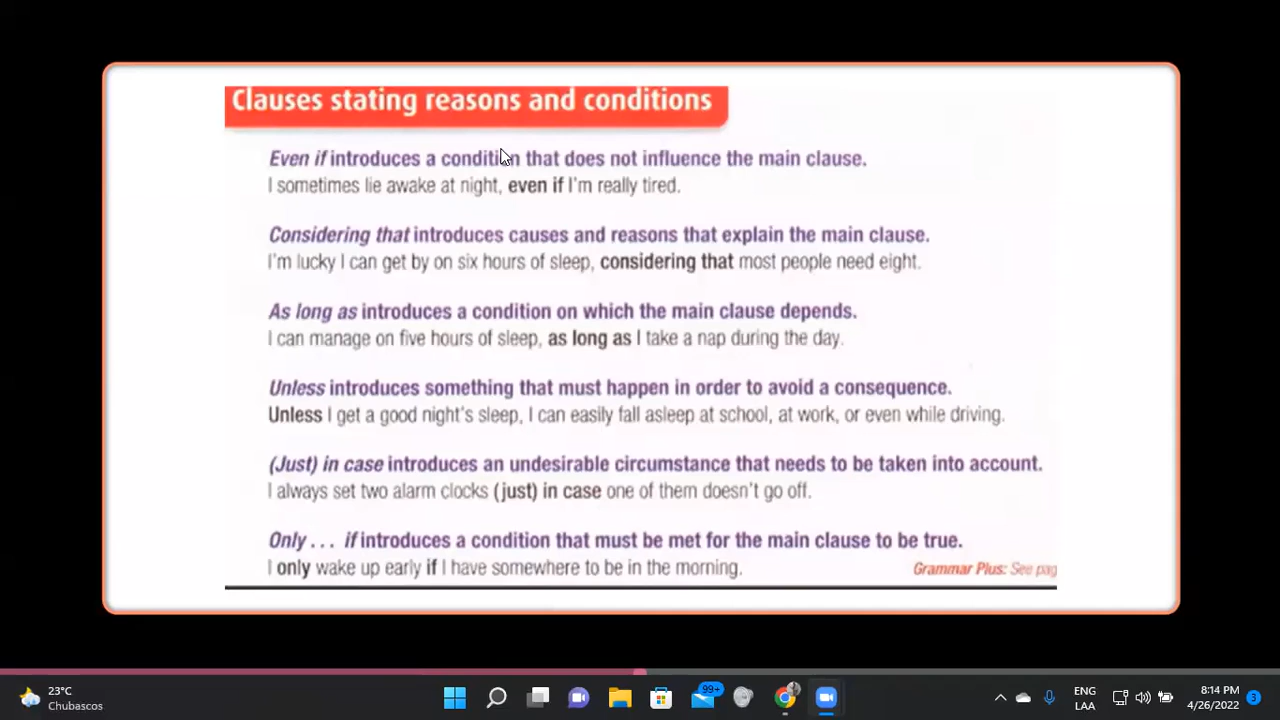 Clauses stating reasons and conditions
Even if introduces a condition that does not influence the main clause.
I sometimes lie awake at night, even if I'm really tired.
Considering that introduces causes and reasons that explain the main clause.
I'm lucky I can get by on six hours of sleep, considering that most people need eight.
As long as introduces a condition on which the main clause depends.
I can manage on five hours of sleep, as long as I take a nap during the day.
Unless introduces something that must happen in order to avoid a consequence.
Unless I get a good night's sleep, I can easily fall asleep at school, at work, or even while driving.
(Just) in case introduces an undesirable circumstance that needs to be taken into account.
I always set two alarm clocks (just) in case one of them doesn't go off.
Only . . . if introduces a condition that must be met for the main clause to be true.
I only wake up early if I have somewhere to be in the morning.
Grammar Plus: See pag
23°C
Chubascos
99+
ENG
LAA
8:14 PM
4/26/2022
3